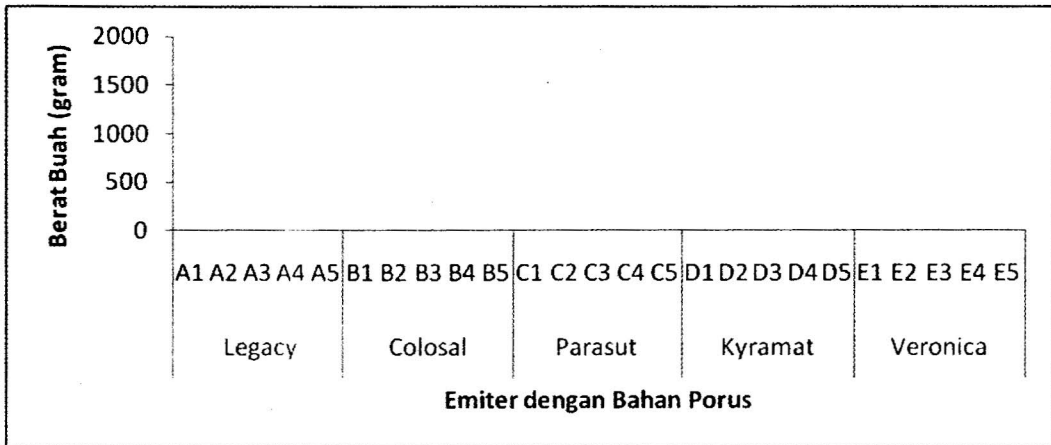 2000
1500
1000
500
0
Berat Buah (gram)
A1 A2 A3 A4 A5 B1 B2 B3 B4 B5 C1 C2 C3 C4 C5 D1 D2 D3 D4 D5 E1 E2 E3 E4 E5
Legacy Colosal Parasut Kyramat Veronica
Emiter dengan Bahan Porus